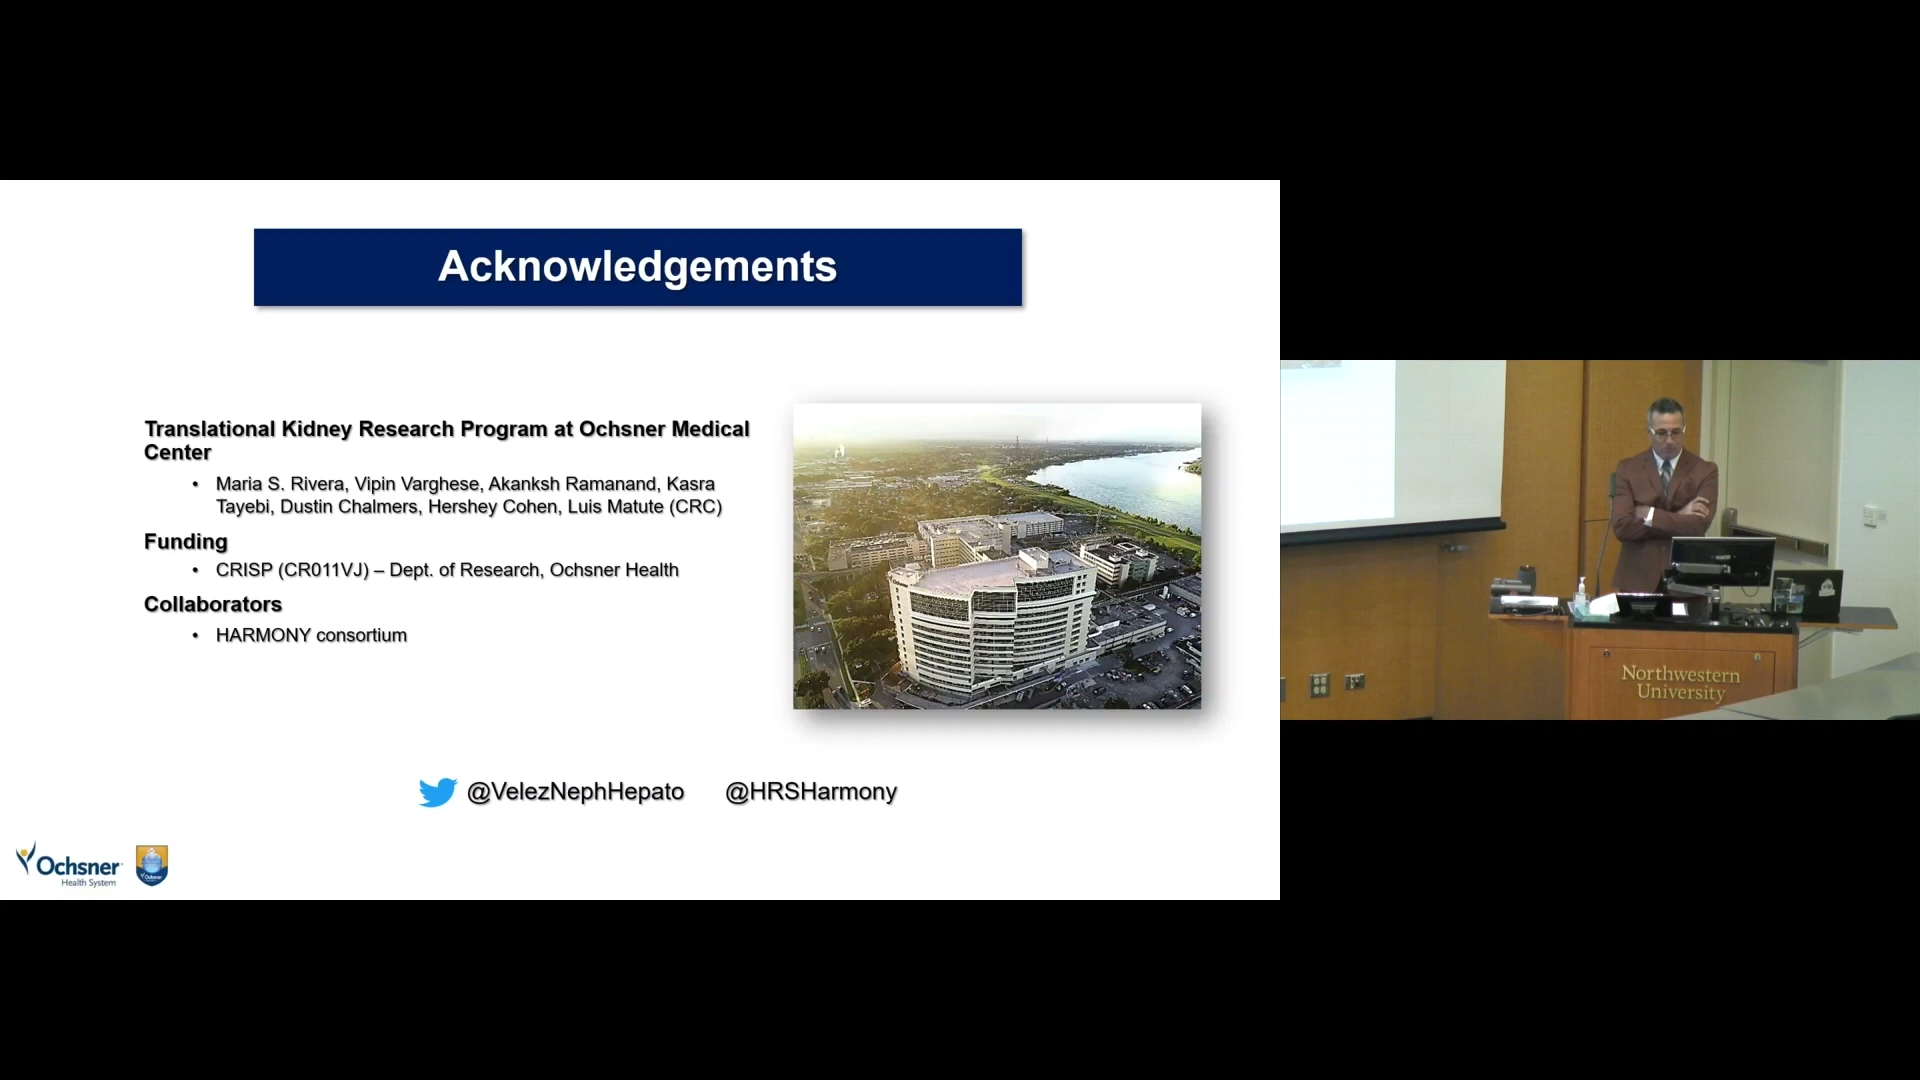 Acknowledgements
Translational Kidney Research Program at Ochsner Medical
Center
• Maria S. Rivera, Vipin Varghese, Akanksh Ramanand, Kasra
Tayebi, Dustin Chalmers, Hershey Cohen, Luis Matute (CRC)
Funding
• CRISP (CR011VJ) – Dept. of Research, Ochsner Health
Collaborators
• HARMONY consortium
@VelezNephHepato @HRSHarmony
Ochsner
Health System
Northwestern
University